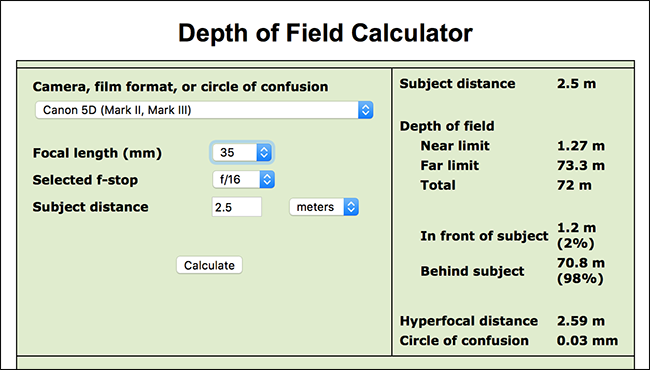 Depth of Field Calculator
Camera, film format, or circle of confusion
Canon 5D (Mark II, Mark III)
Focal length (mm) 35
Selected f-stop f/16
Subject distance 2.5 meters
Calculate
Subject distance 2.5 m
Depth of field
Near limit 1.27 m
Far limit 73.3 m
Total 72 m
In front of subject 1.2 m
(2%)
Behind subject 70.8 m
(98%)
Hyperfocal distance 2.59 m
Circle of confusion 0.03 mm